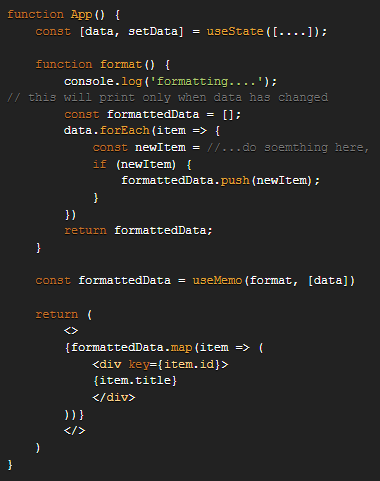 function App() {
    const [data, setData] = useState([....]);

    function format() {
        console.log('formatting....');
// this will print only when data has changed
        const formattedData = [];
        data.forEach(item => {
            const newItem = //...do soemthing here,
            if (newItem) {
                formattedData.push(newItem);
            }
        })
        return formattedData;
    }

    const formattedData = useMemo(format, [data])

    return (
        <>
        {formattedData.map(item => (
            <div key={item.id}>
            {item.title}
            </div>
        ))}
        </>
    )
}